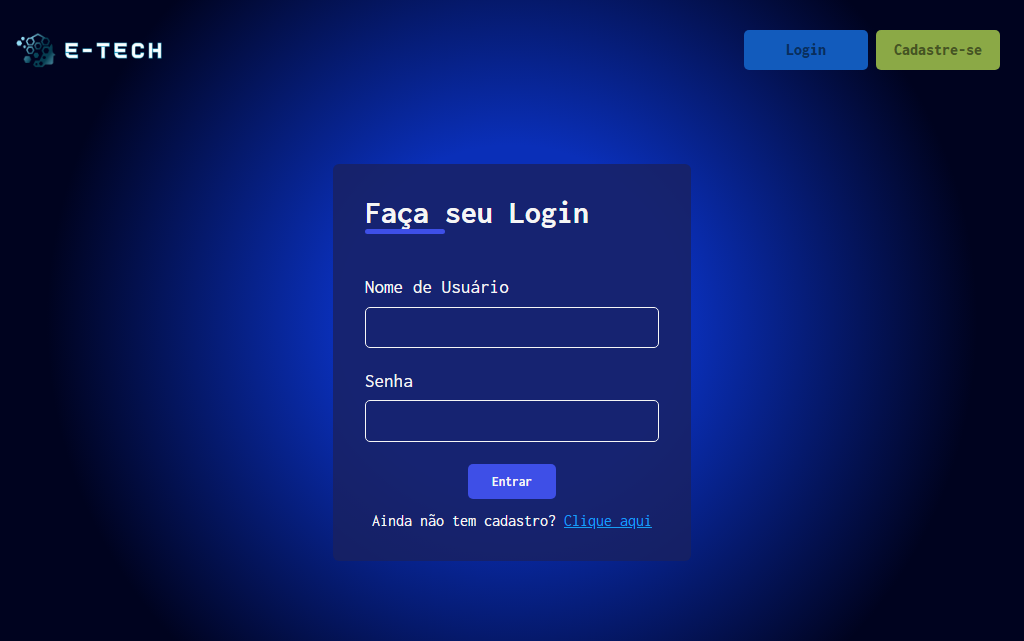 E-TECH
Login
Cadastre-se
Faça seu Login
Nome de Usuário
Senha
Entrar
Ainda não tem cadastro? Clique aqui